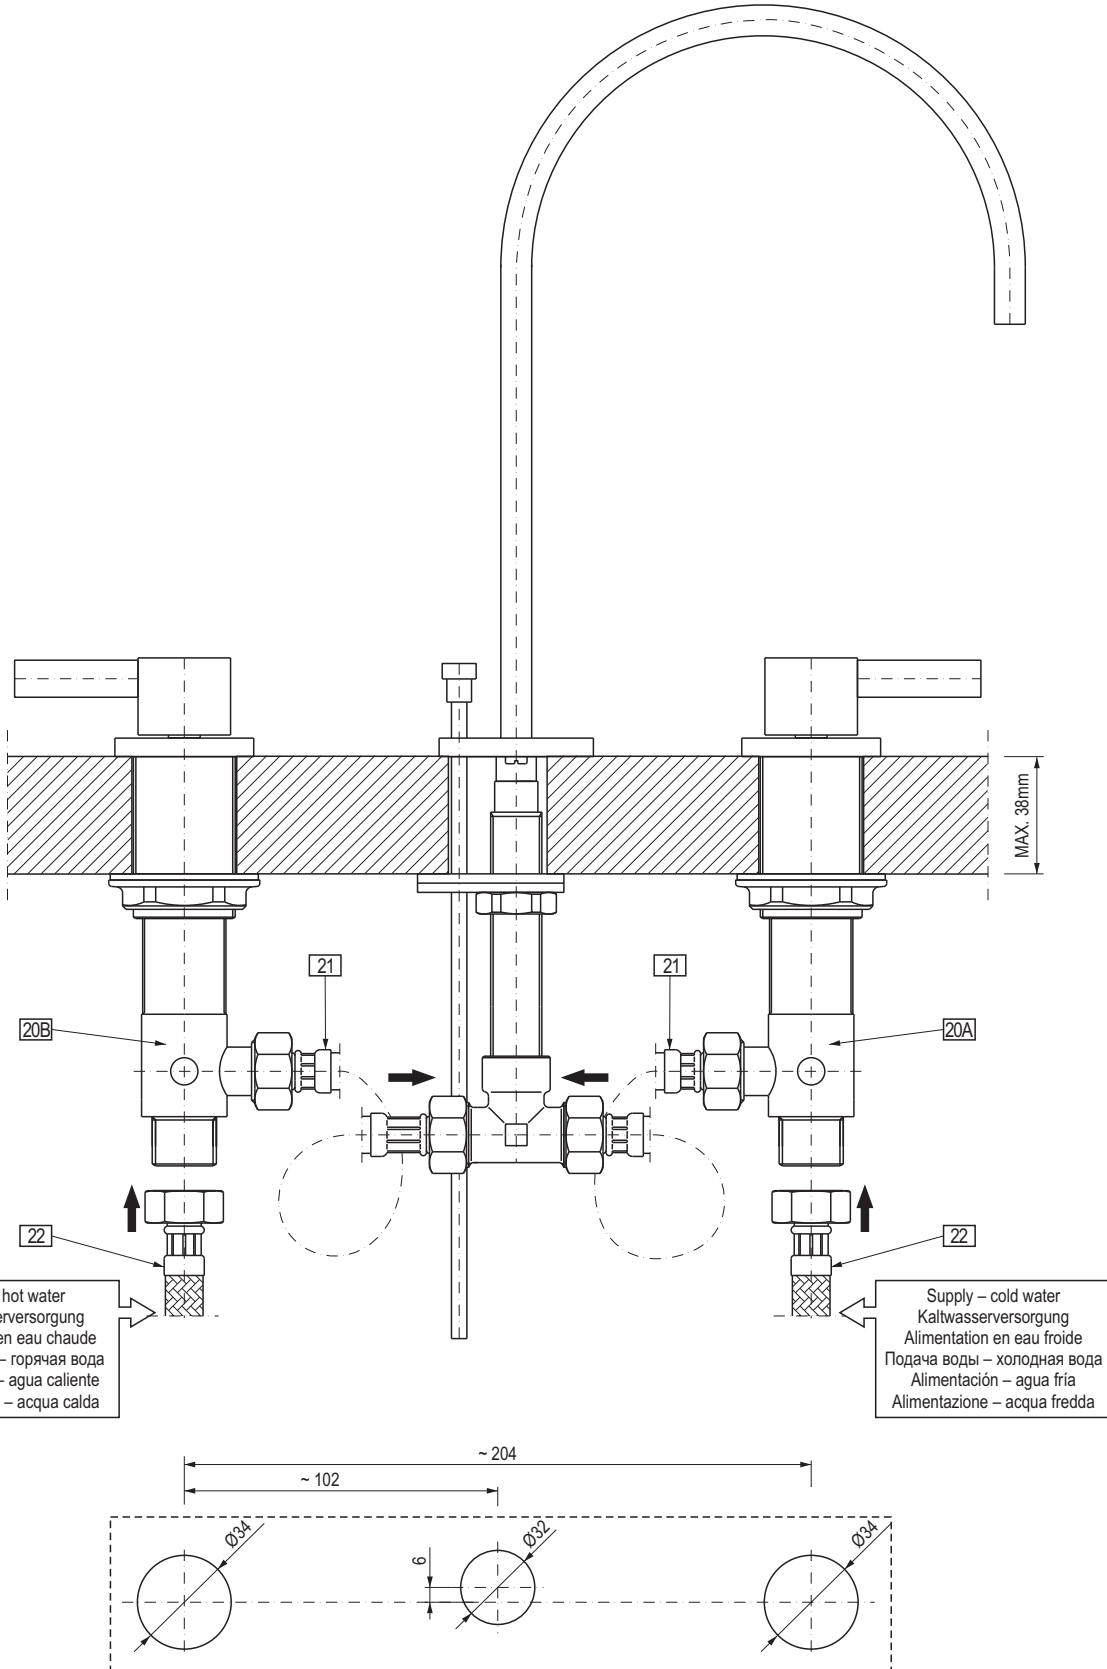 MAX. 38mm
21
21
20B
20A
22
22
hot water
erversorgung
en eau chaude
– горячая вода
– agua caliente
– acqua calda
Supply – cold water
Kaltwasserversorgung
Alimentation en eau froide
Подача воды – холодная вода
Alimentación – agua fría
Alimentazione – acqua fredda
~ 204
~ 102
Ø34
Ø32
Ø34
6